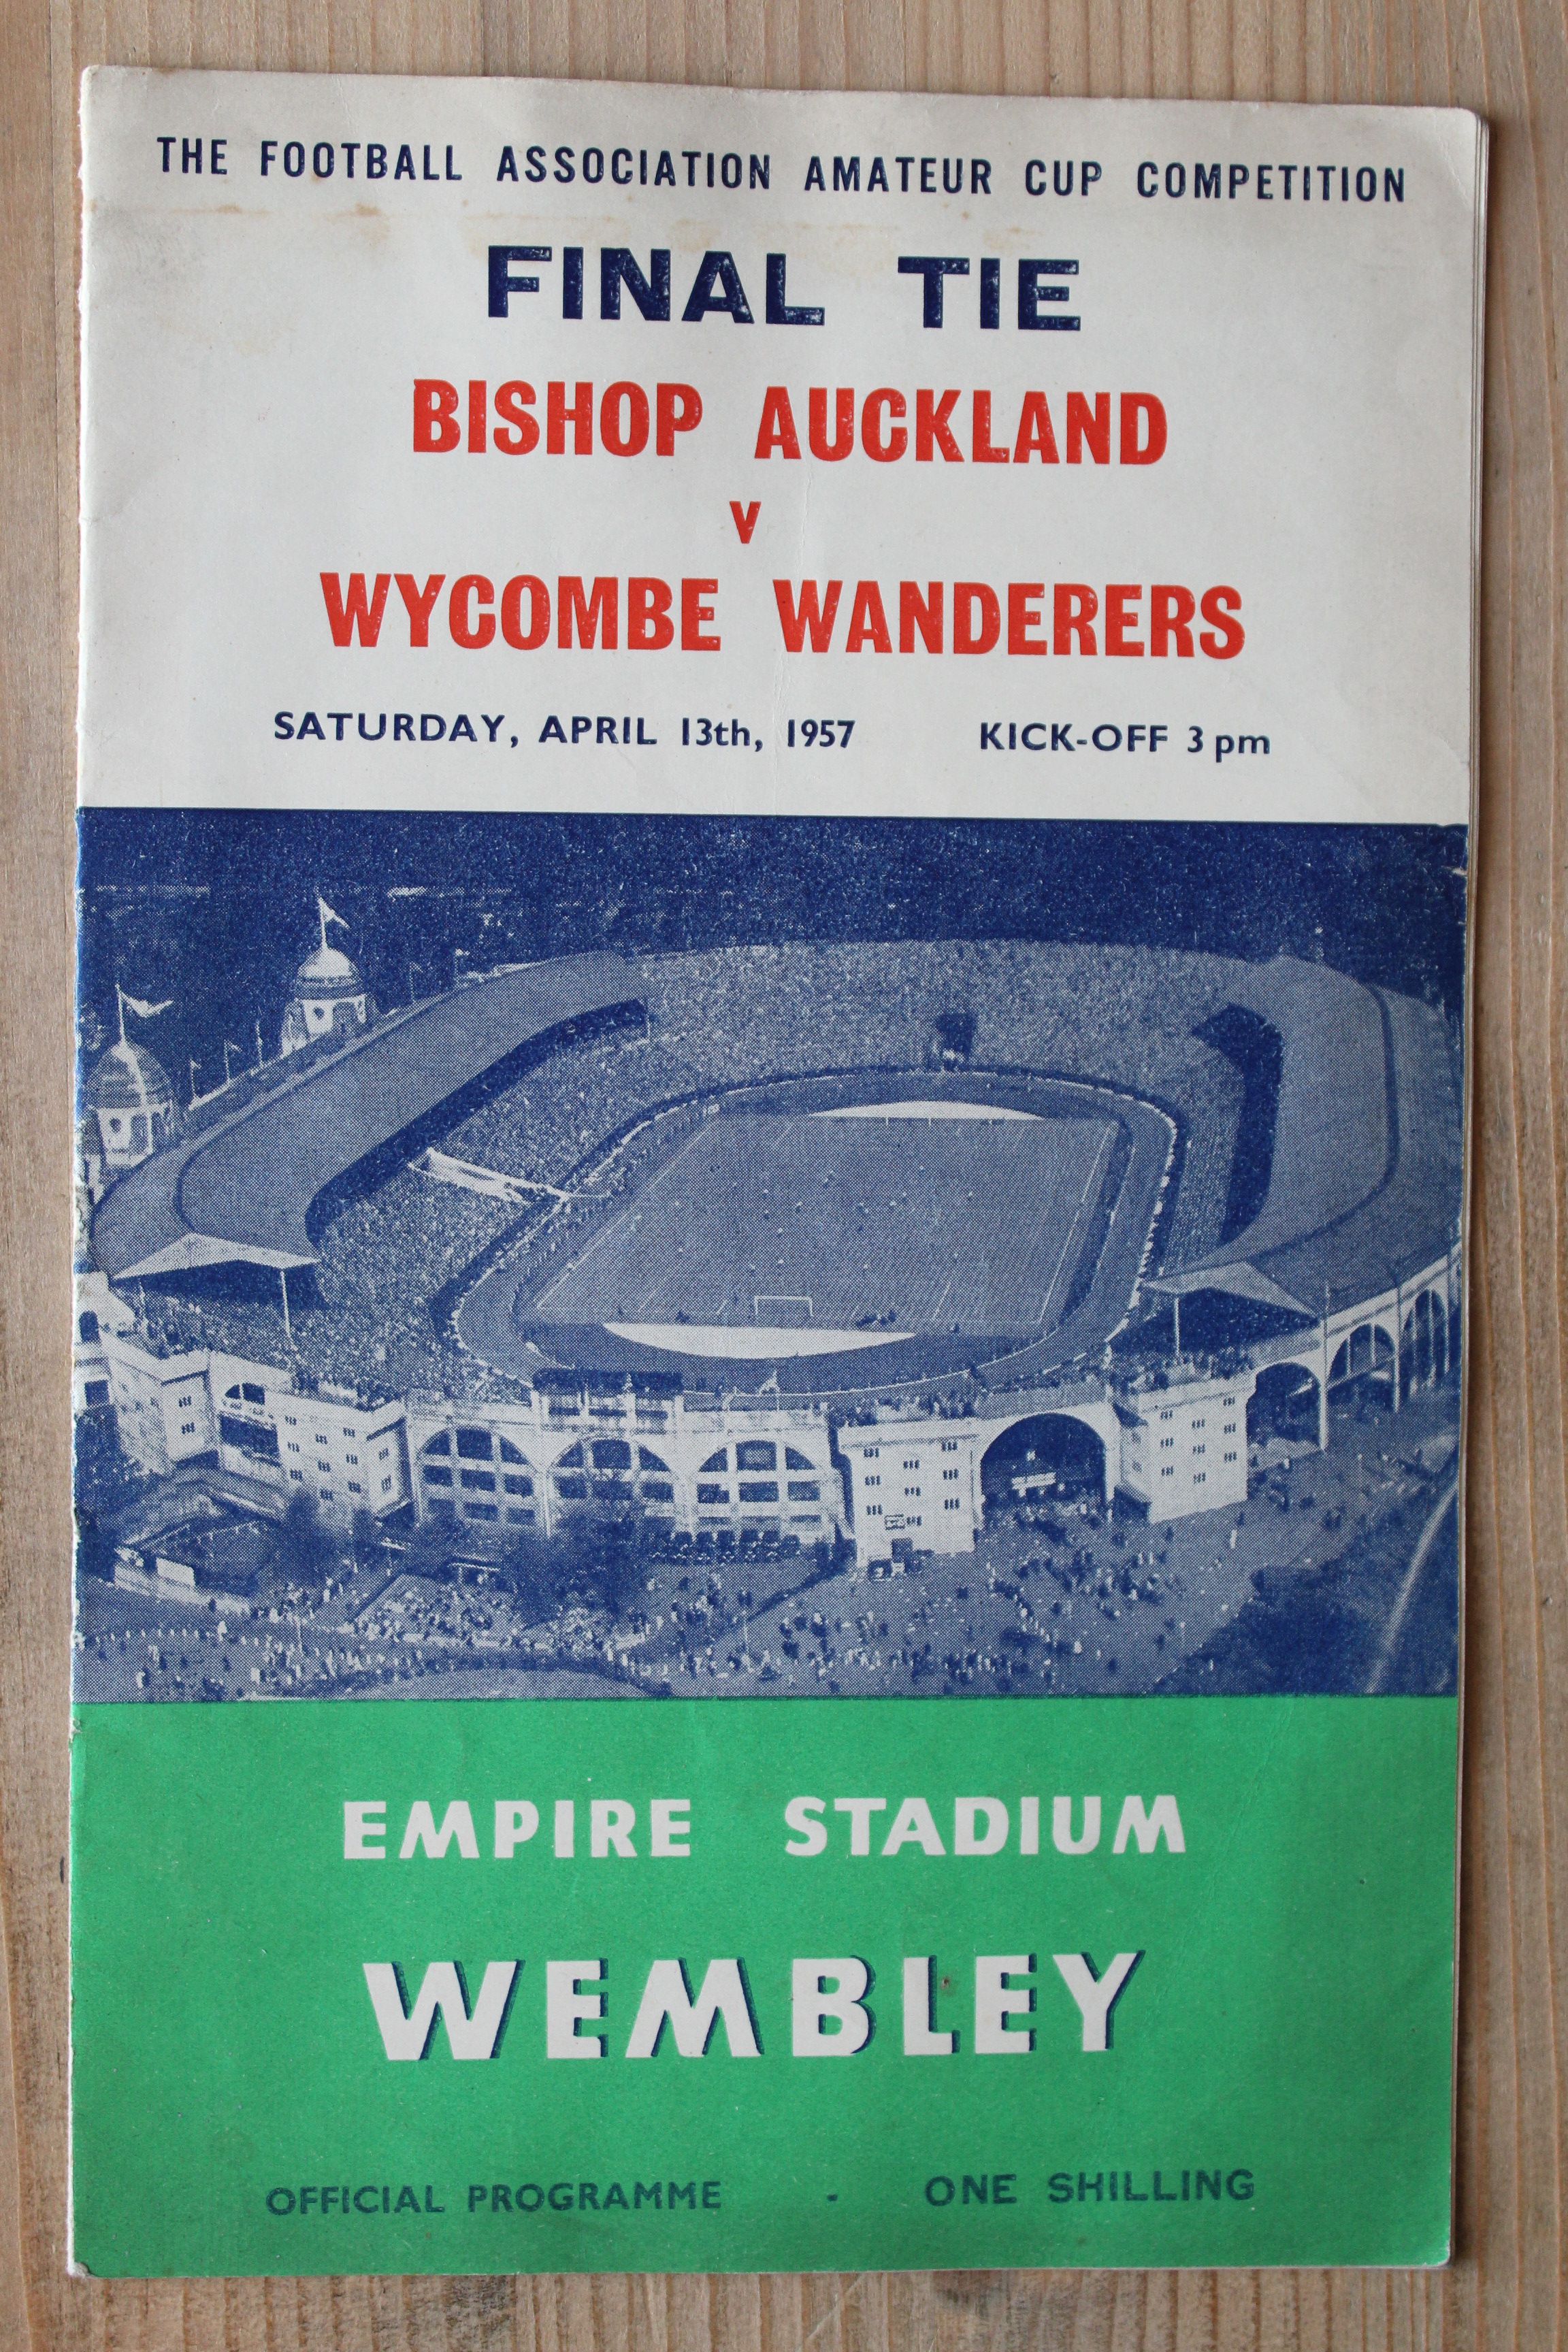 THE FOOTBALL ASSOCIATION AMATEUR CUP COMPETITION
FINAL TIE
BISHOP AUCKLAND
v
WYCOMBE WANDERERS
SATURDAY, APRIL 13th, 1957 KICK-OFF 3 pm
EMPIRE STADIUM
WEMBLEY
OFFICIAL PROGRAMME - ONE SHILLING